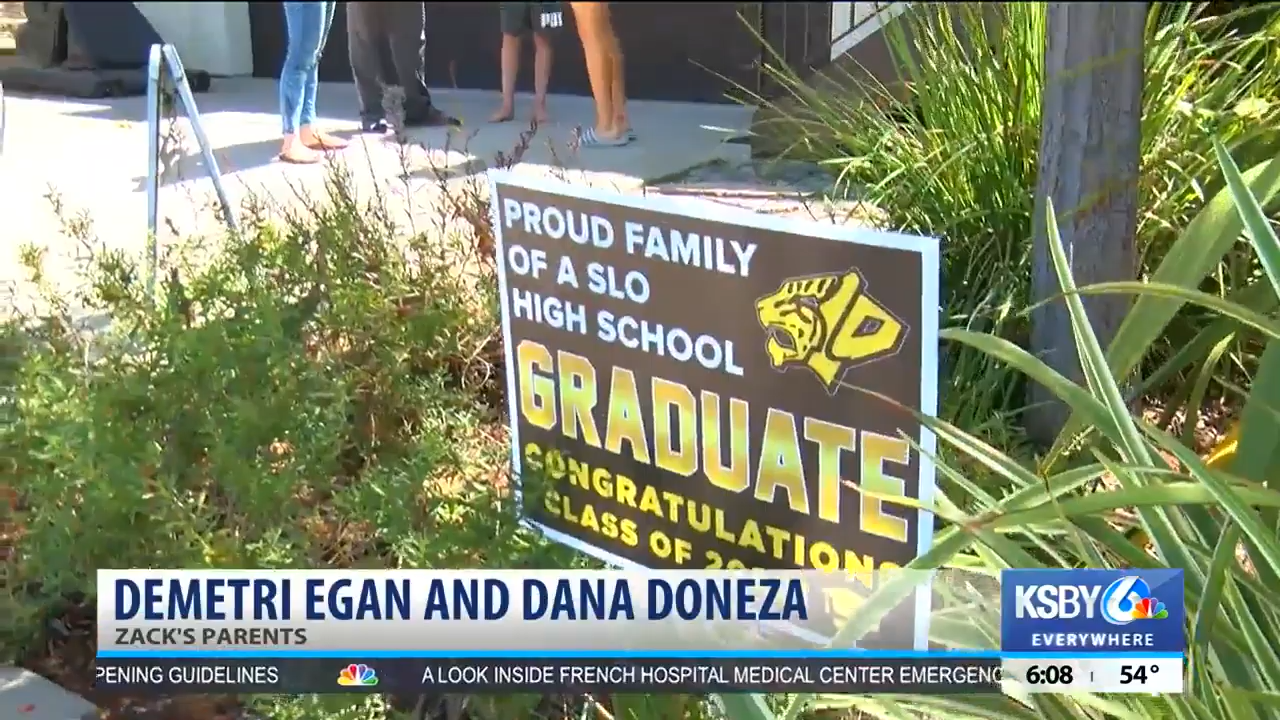 PROUD FAMILY
OF A SLO
HIGH SCHOOL
GRADUATE
CONGRATULATIONS
CLASS OF
DEMETRI EGAN AND DANA DONEZA
ZACK'S PARENTS
KSBY 6
EVERYWHERE
PENING GUIDELINES A LOOK INSIDE FRENCH HOSPITAL MEDICAL CENTER EMERGENC
6:08 54°